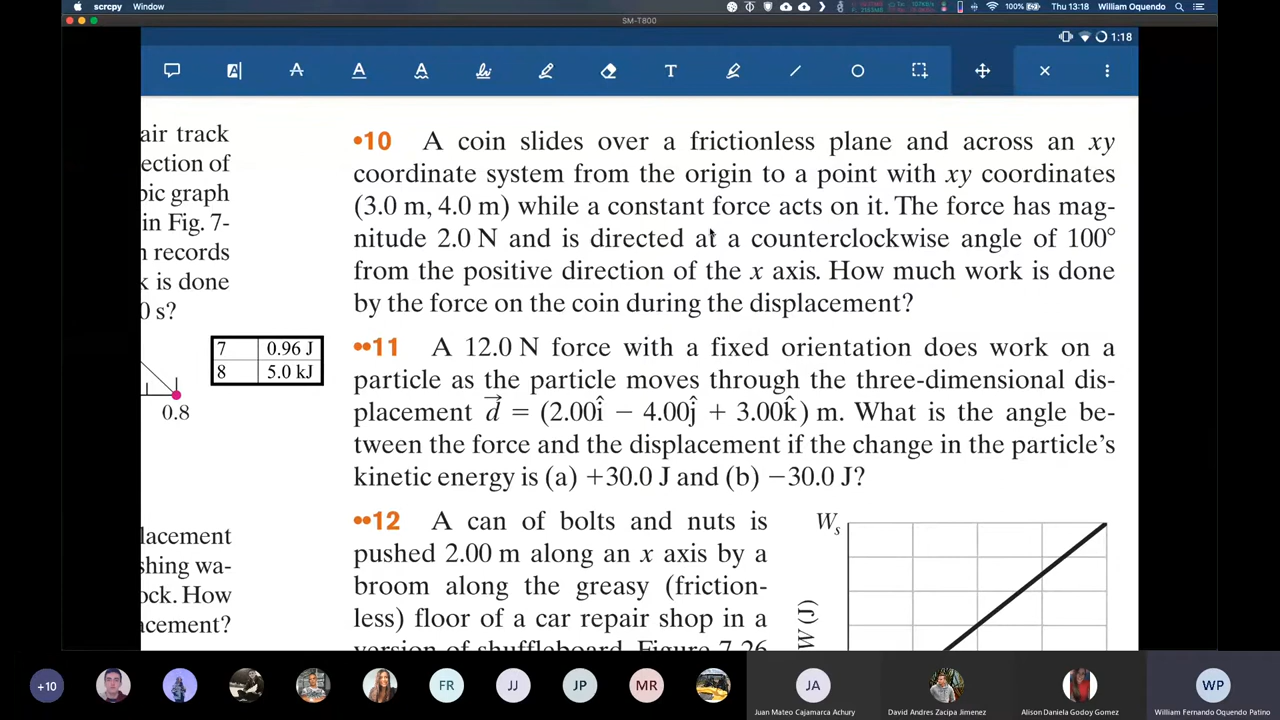 scrcpy Window
100% Thu 13:18 William Oquendo
SM-T800
1:18
A A A A T
air track
ection of
pic graph
in Fig. 7-
n records
k is done
0 s?
7 0.96 J
8 5.0 kJ
0.8
lacement
shing wa-
ock. How
acement?
•10 A coin slides over a frictionless plane and across an xy
coordinate system from the origin to a point with xy coordinates
(3.0 m, 4.0 m) while a constant force acts on it. The force has mag-
nitude 2.0 N and is directed at a counterclockwise angle of 100°
from the positive direction of the x axis. How much work is done
by the force on the coin during the displacement?
••11 A 12.0 N force with a fixed orientation does work on a
particle as the particle moves through the three-dimensional dis-
placement d⃗ = (2.00î − 4.00ĵ + 3.00k̂) m. What is the angle be-
tween the force and the displacement if the change in the particle's
kinetic energy is (a) +30.0 J and (b) −30.0 J?
••12 A can of bolts and nuts is
pushed 2.00 m along an x axis by a
broom along the greasy (friction-
less) floor of a car repair shop in a
version of shuffleboard. Figure 7-26
Ws
W (J)
+10 FR JJ JP MR JA WP
Juan Mateo Cajamarca Achury David Andres Zacipa Jimenez Alison Daniela Godoy Gomez William Fernando Oquendo Patino